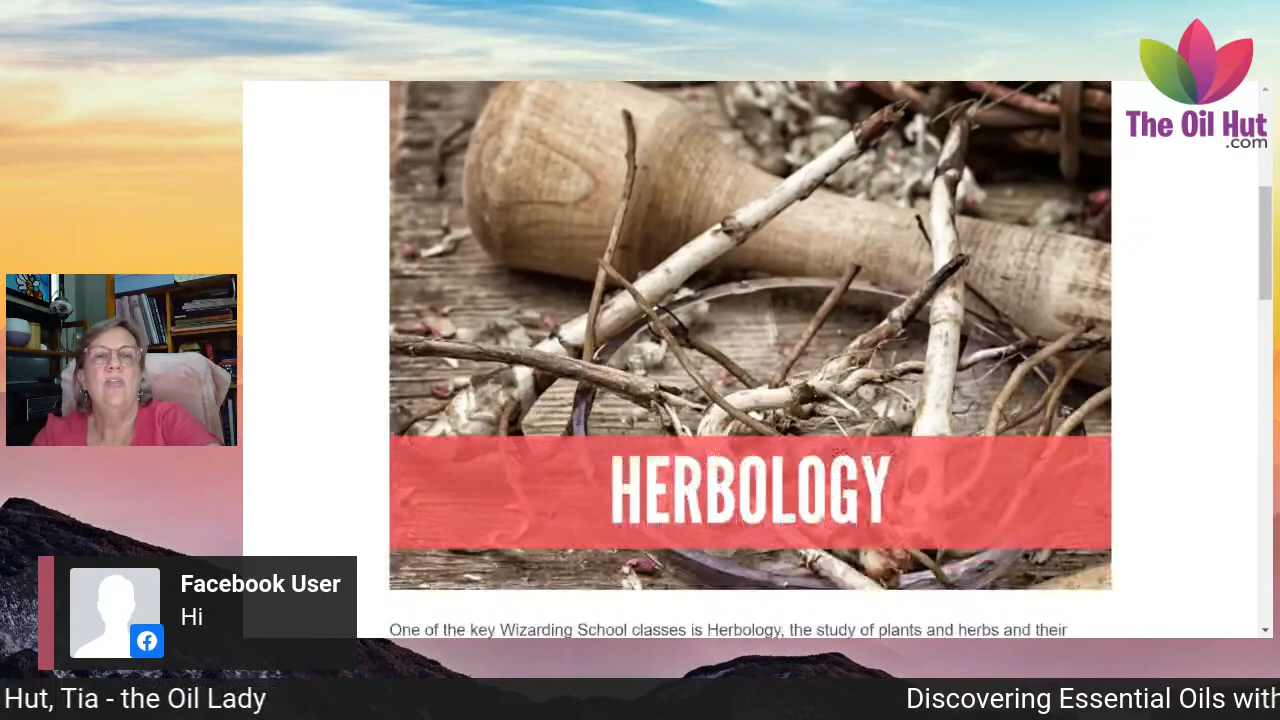 The Oil Hut
.com
HERBOLOGY
One of the key Wizarding School classes is Herbology, the study of plants and herbs and their
Facebook User
Hi
Hut, Tia - the Oil Lady
Discovering Essential Oils with